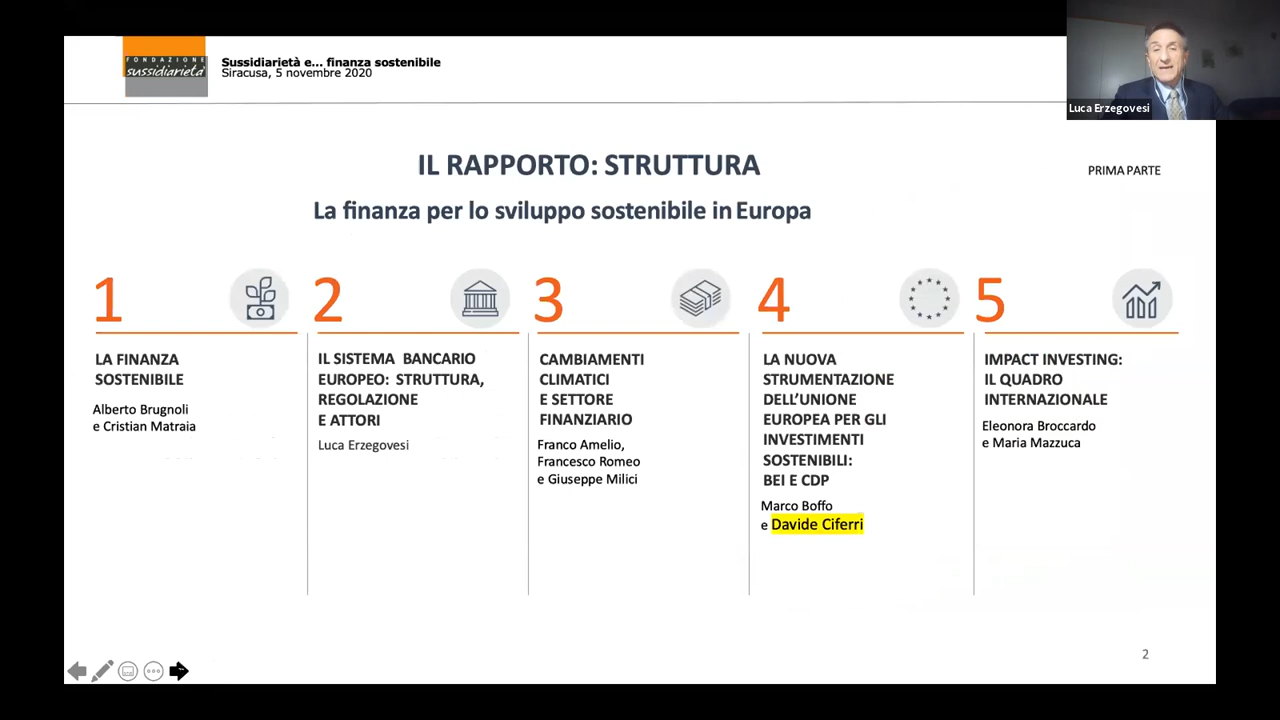 FONDAZIONE
sussidiarietà
Sussidiarietà e... finanza sostenibile
Siracusa, 5 novembre 2020
Luca Erzegovesi
IL RAPPORTO: STRUTTURA
PRIMA PARTE
La finanza per lo sviluppo sostenibile in Europa
1
LA FINANZA
SOSTENIBILE
Alberto Brugnoli
e Cristian Matraia
2
IL SISTEMA BANCARIO
EUROPEO: STRUTTURA,
REGOLAZIONE
E ATTORI
Luca Erzegovesi
3
CAMBIAMENTI
CLIMATICI
E SETTORE
FINANZIARIO
Franco Amelio,
Francesco Romeo
e Giuseppe Milici
4
LA NUOVA
STRUMENTAZIONE
DELL'UNIONE
EUROPEA PER GLI
INVESTIMENTI
SOSTENIBILI:
BEI E CDP
Marco Boffo
e Davide Ciferri
5
IMPACT INVESTING:
IL QUADRO
INTERNAZIONALE
Eleonora Broccardo
e Maria Mazzuca
2